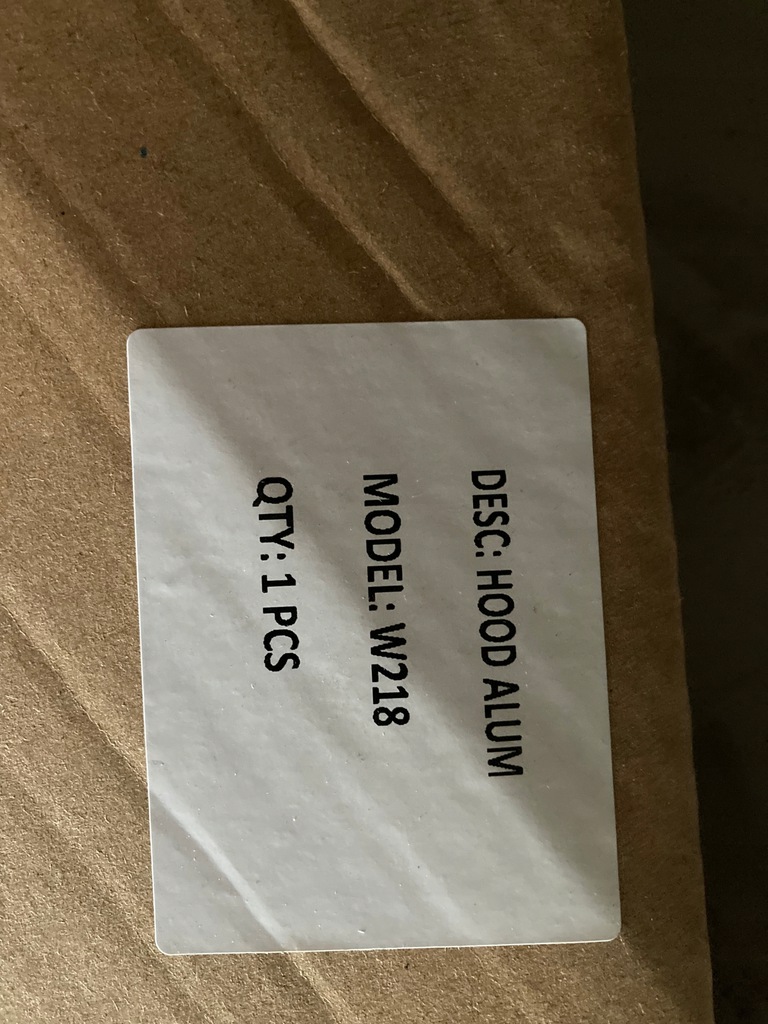 DESC: HOOD ALUM
MODEL: W218
QTY: 1 PCS